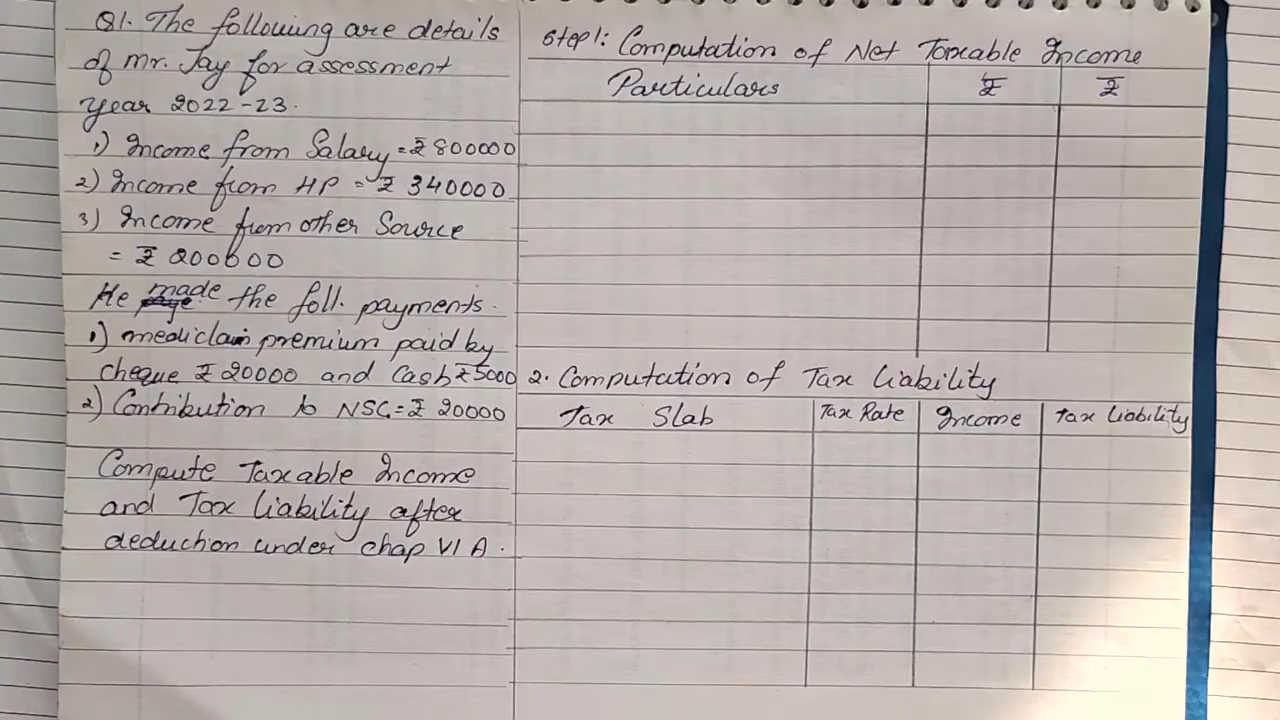 Q1. The following are details
of mr. Jay for assessment
year 2022-23.
1) Income from Salary = ₹ 800000
2) Income from HP = ₹ 340000
3) Income from other Source
= ₹ 200000
He made the foll. payments.
1) mediclaim premium paid by
cheque ₹ 20000 and Cash ₹ 5000
2) Contribution to NSC = ₹ 20000
Compute Taxable Income
and Tax liability after
deduction under chap VI A.
Step 1: Computation of Net Taxable Income
Particulars ₹ ₹
2. Computation of Tax liability
Tax Slab Tax Rate Income Tax liability